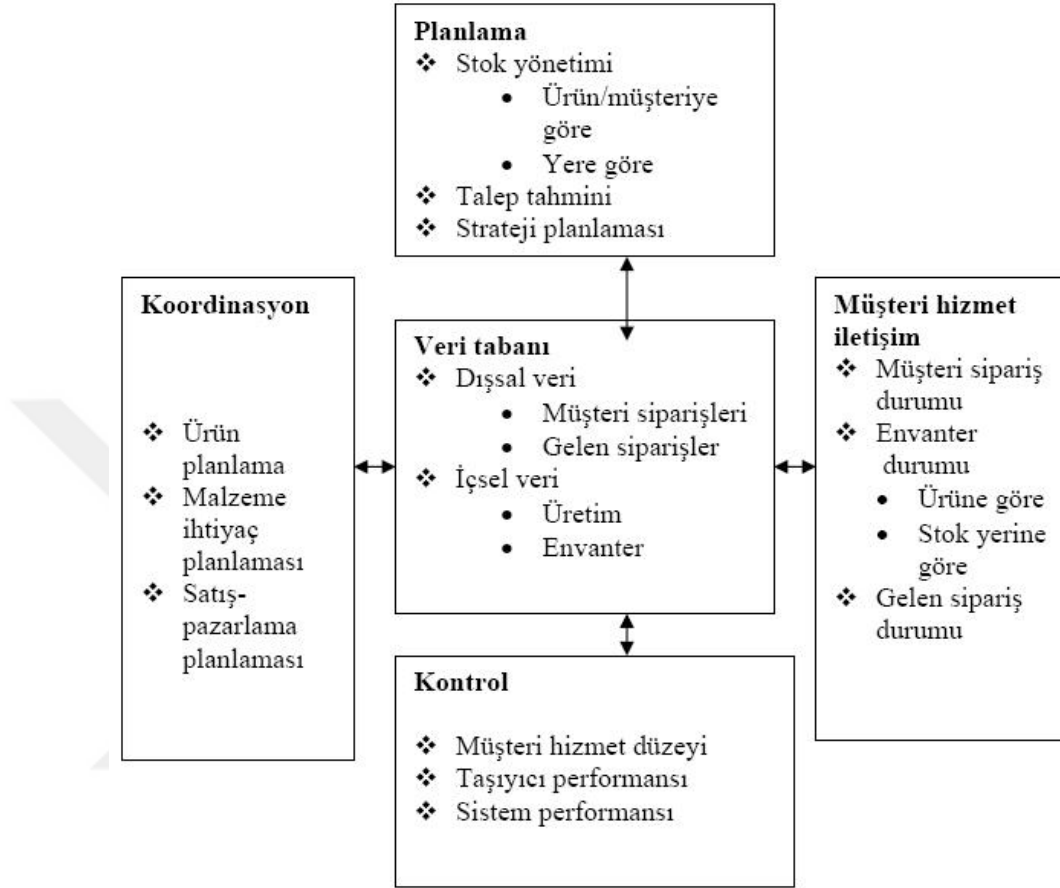 Planlama
❖ Stok yönetimi
• Ürün/müşteriye
göre
• Yere göre
❖ Talep tahmini
❖ Strateji planlaması
Koordinasyon
❖ Ürün
planlama
❖ Malzeme
ihtiyaç
planlaması
❖ Satış-
pazarlama
planlaması
Veri tabanı
❖ Dışsal veri
• Müşteri siparişleri
• Gelen siparişler
❖ İçsel veri
• Üretim
• Envanter
Müşteri hizmet
iletişim
❖ Müşteri sipariş
durumu
❖ Envanter
durumu
• Ürüne göre
• Stok yerine
göre
❖ Gelen sipariş
durumu
Kontrol
❖ Müşteri hizmet düzeyi
❖ Taşıyıcı performansı
❖ Sistem performansı